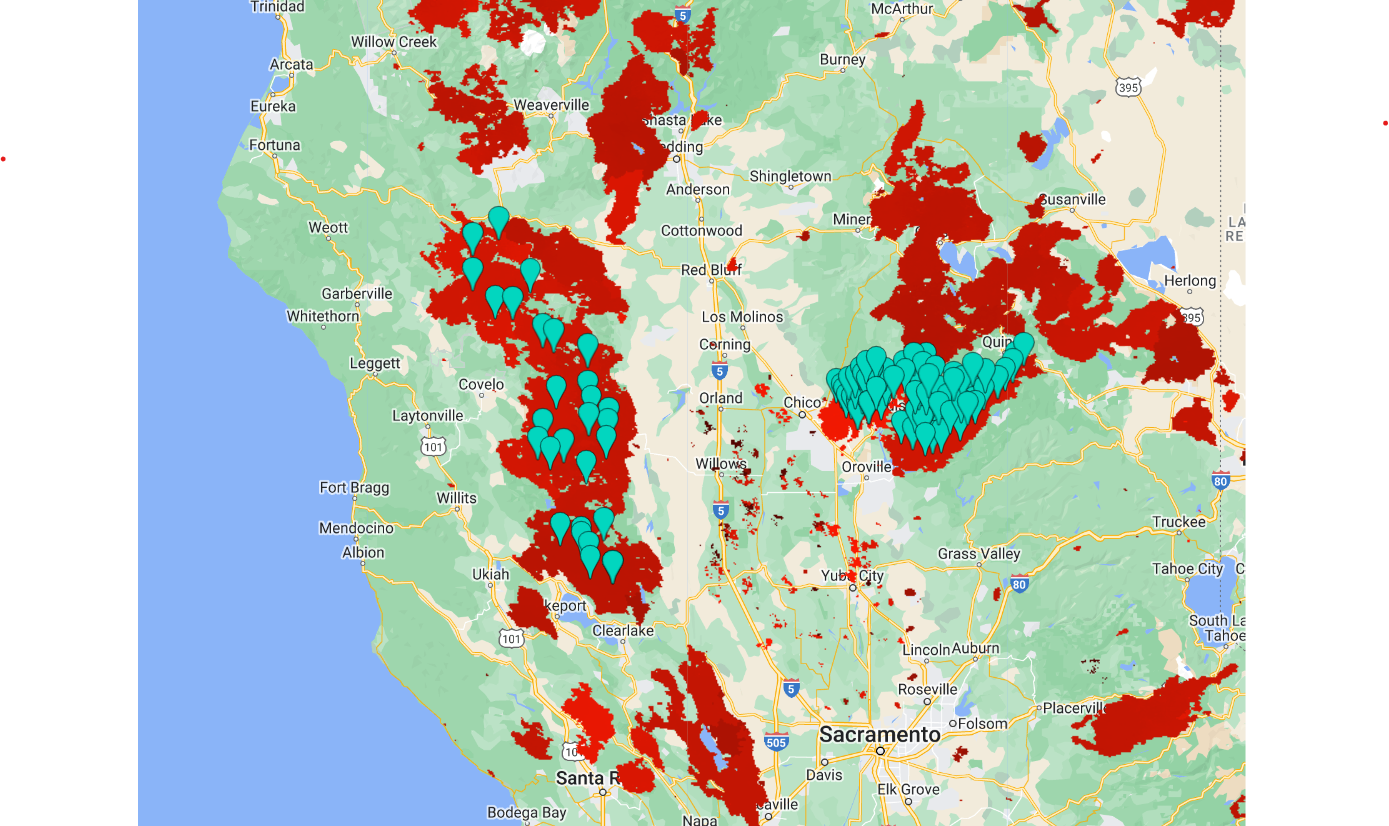 Trinidad
5
McArthur
Willow Creek
Burney
Arcata
395
Eureka
Weaverville
Shasta Lake
Fortuna
dding
Shingletown
Anderson
Susanville
Weott
Cottonwood
Miner
LA
RE
Red Bluff
Herlong
Garberville
Whitethorn
Los Molinos
395
Corning
Quin
Leggett
5
Covelo
Orland
Chico
Laytonville
101
Willows
Oroville
80
Fort Bragg
Willits
5
Mendocino
Truckee
Albion
Grass Valley
Ukiah
Yuba City
80
Tahoe City
C
keport
Clearlake
South La
Tahoe
101
Lincoln
Auburn
5
Roseville
Placerville
Folsom
505
Sacramento
10
Santa R
Davis
Elk Grove
Bodega Bay
Napa
aville